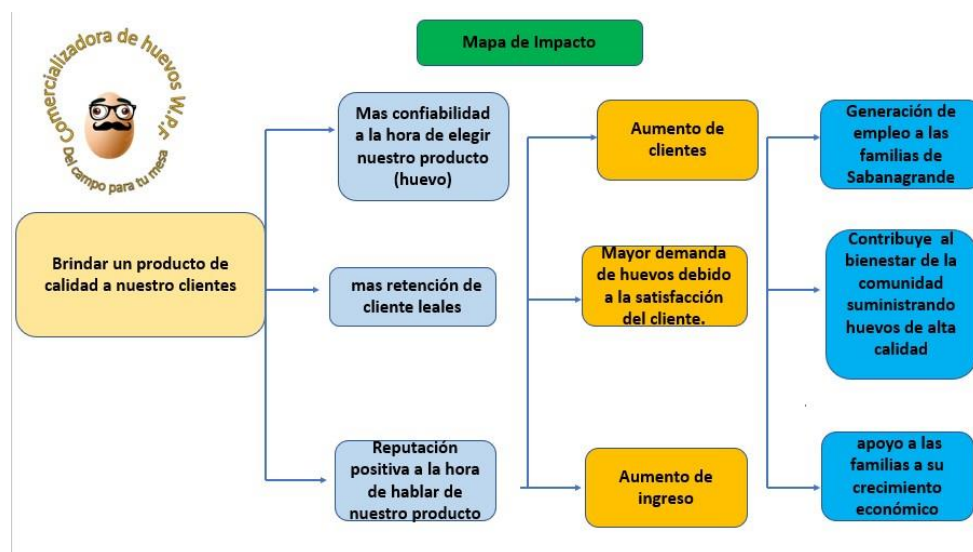 Comercializadora de huevos W.P.F
Del campo para tu mesa
Mapa de Impacto
Brindar un producto de
calidad a nuestro clientes
Mas confiabilidad
a la hora de elegir
nuestro producto
(huevo)
mas retención de
cliente leales
Reputación
positiva a la hora
de hablar de
nuestro producto
Aumento de
clientes
Mayor demanda
de huevos debido
a la satisfacción
del cliente.
Aumento de
ingreso
Generación de
empleo a las
familias de
Sabanagrande
Contribuye al
bienestar de la
comunidad
suministrando
huevos de alta
calidad
apoyo a las
familias a su
crecimiento
económico